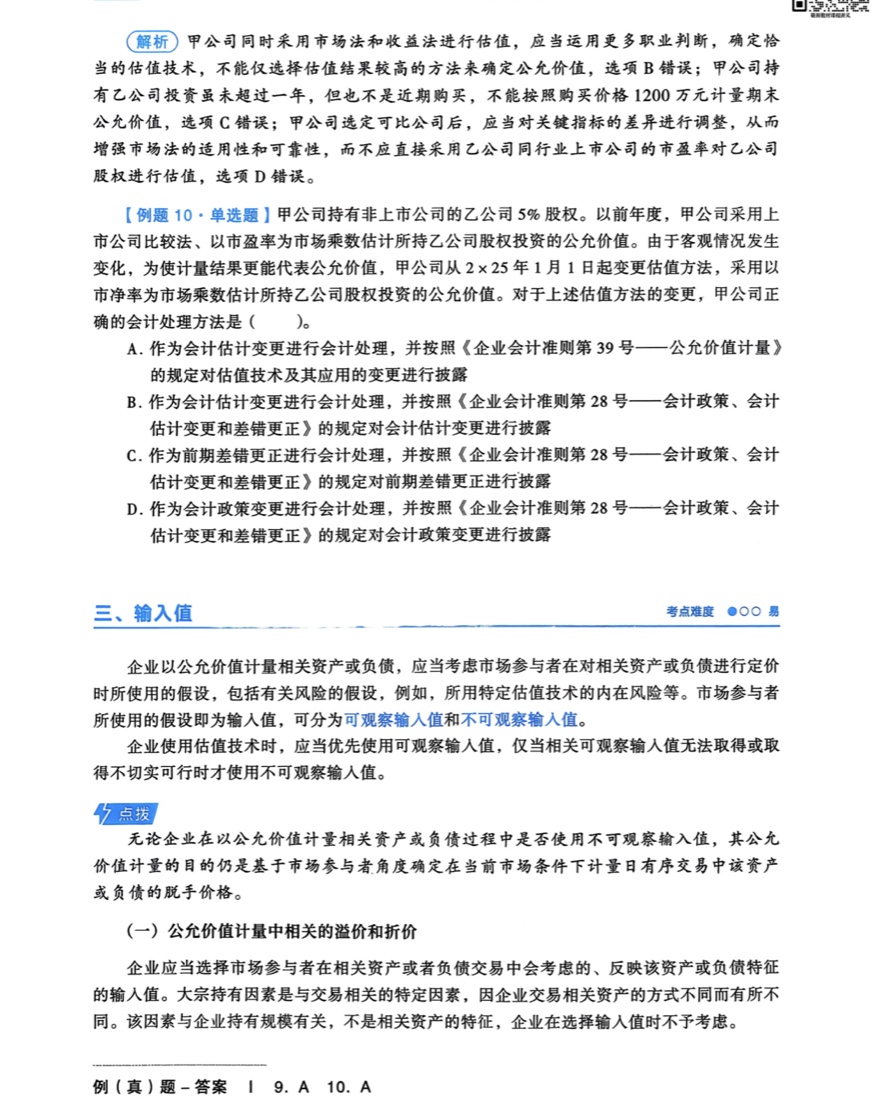 解析 甲公司同时采用市场法和收益法进行估值，应当运用更多职业判断，确定恰
当的估值技术，不能仅选择估值结果较高的方法来确定公允价值，选项 B 错误；甲公司持
有乙公司投资虽未超过一年，但也不是近期购买，不能按照购买价格 1200 万元计量期末
公允价值，选项 C 错误；甲公司选定可比公司后，应当对关键指标的差异进行调整，从而
增强市场法的适用性和可靠性，而不应直接采用乙公司同行业上市公司的市盈率对乙公司
股权进行估值，选项 D 错误。
【例题 10·单选题】甲公司持有非上市公司的乙公司 5% 股权。以前年度，甲公司采用上
市公司比较法、以市盈率为市场乘数估计所持乙公司股权投资的公允价值。由于客观情况发生
变化，为使计量结果更能代表公允价值，甲公司从 2×25 年 1 月 1 日起变更估值方法，采用以
市净率为市场乘数估计所持乙公司股权投资的公允价值。对于上述估值方法的变更，甲公司正
确的会计处理方法是（　　）。
A. 作为会计估计变更进行会计处理，并按照《企业会计准则第 39 号——公允价值计量》
的规定对估值技术及其应用的变更进行披露
B. 作为会计估计变更进行会计处理，并按照《企业会计准则第 28 号——会计政策、会计
估计变更和差错更正》的规定对会计估计变更进行披露
C. 作为前期差错更正进行会计处理，并按照《企业会计准则第 28 号——会计政策、会计
估计变更和差错更正》的规定对前期差错更正进行披露
D. 作为会计政策变更进行会计处理，并按照《企业会计准则第 28 号——会计政策、会计
估计变更和差错更正》的规定对会计政策变更进行披露
三、输入值 考点难度 ●○○ 易
企业以公允价值计量相关资产或负债，应当考虑市场参与者在对相关资产或负债进行定价
时所使用的假设，包括有关风险的假设，例如，所用特定估值技术的内在风险等。市场参与者
所使用的假设即为输入值，可分为可观察输入值和不可观察输入值。
企业使用估值技术时，应当优先使用可观察输入值，仅当相关可观察输入值无法取得或取
得不切实可行时才使用不可观察输入值。
点拨
无论企业在以公允价值计量相关资产或负债过程中是否使用不可观察输入值，其公允
价值计量的目的仍是基于市场参与者角度确定在当前市场条件下计量日有序交易中该资产
或负债的脱手价格。
（一）公允价值计量中相关的溢价和折价
企业应当选择市场参与者在相关资产或者负债交易中会考虑的、反映该资产或负债特征
的输入值。大宗持有因素是与交易相关的特定因素，因企业交易相关资产的方式不同而有所不
同。该因素与企业持有规模有关，不是相关资产的特征，企业在选择输入值时不予考虑。
例（真）题－答案 | 9. A 10. A